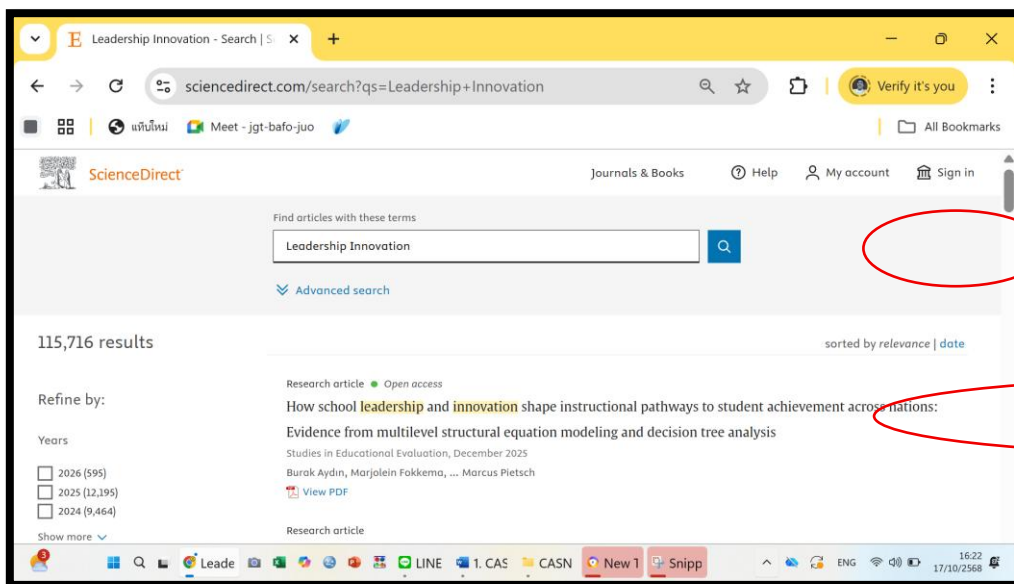 Leadership Innovation - Search | S
sciencedirect.com/search?qs=Leadership+Innovation
Verify it's you
แท็บใหม่
Meet - jgt-bafo-juo
All Bookmarks
ScienceDirect
Journals & Books
Help
My account
Sign in
Find articles with these terms
Leadership Innovation
Advanced search
115,716 results
sorted by relevance | date
Refine by:
Years
2026 (595)
2025 (12,195)
2024 (9,464)
Show more
Research article Open access
How school leadership and innovation shape instructional pathways to student achievement across nations:
Evidence from multilevel structural equation modeling and decision tree analysis
Studies in Educational Evaluation, December 2025
Burak Aydın, Marjolein Fokkema, ... Marcus Pietsch
View PDF
Research article
3
Leade
LINE
1. CAS
CASN
New 1
Snipp
ENG
16:22
17/10/2568